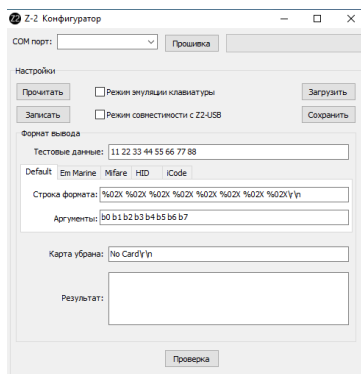 Z2 Z-2 Конфигуратор
COM порт: Прошивка
Настройки
Прочитать Режим эмуляции клавиатуры Загрузить
Записать Режим совместимости с Z2-USB Сохранить
Формат вывода
Тестовые данные: 11 22 33 44 55 66 77 88
Default Em Marine Mifare HID iCode
Строка формата: %02X %02X %02X %02X %02X %02X %02X %02X\r\n
Аргументы: b0 b1 b2 b3 b4 b5 b6 b7
Карта убрана: No Card\r\n
Результат:
Проверка